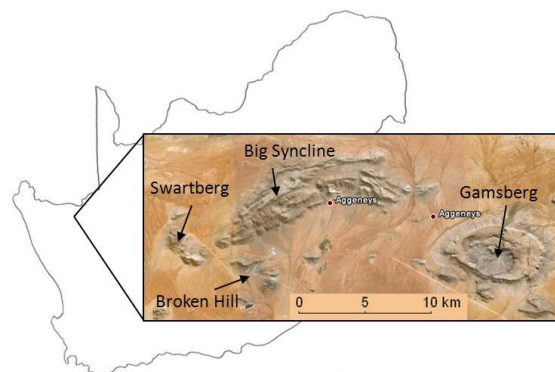 Big Syncline
Swartberg
Gamsberg
Aggeneys
Aggeneys
Broken Hill
0 5 10 km